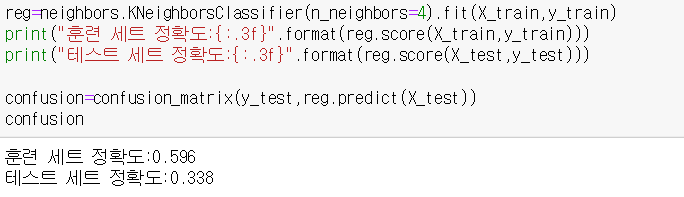 reg=neighbors.KNeighborsClassifier(n_neighbors=4).fit(X_train,y_train)
print("훈련 세트 정확도:{:.3f}".format(reg.score(X_train,y_train)))
print("테스트 세트 정확도:{:.3f}".format(reg.score(X_test,y_test)))
confusion=confusion_matrix(y_test,reg.predict(X_test))
confusion
훈련 세트 정확도:0.596
테스트 세트 정확도:0.338